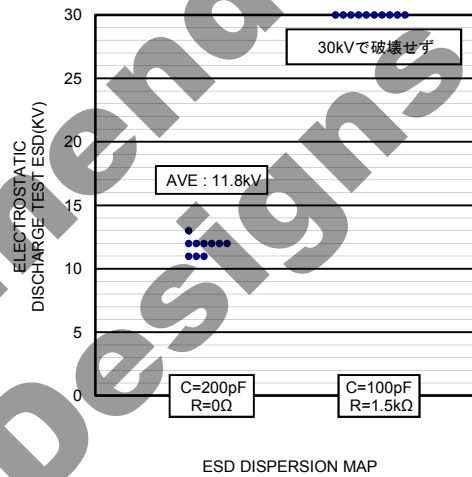 30
25
20
15
10
5
0
ELECTROSTATIC
DISCHARGE TEST ESD(KV)
30kVで破壊せず
AVE : 11.8kV
C=200pF
R=0Ω
C=100pF
R=1.5kΩ
ESD DISPERSION MAP
Designs